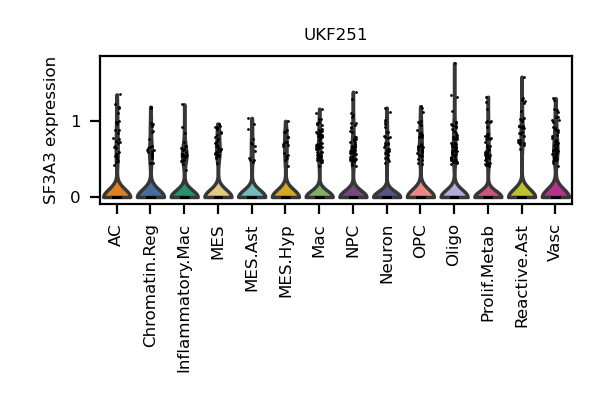 UKF251
SF3A3 expression
1
0
AC
Chromatin.Reg
Inflammatory.Mac
MES
MES.Ast
MES.Hyp
Mac
NPC
Neuron
OPC
Oligo
Prolif.Metab
Reactive.Ast
Vasc